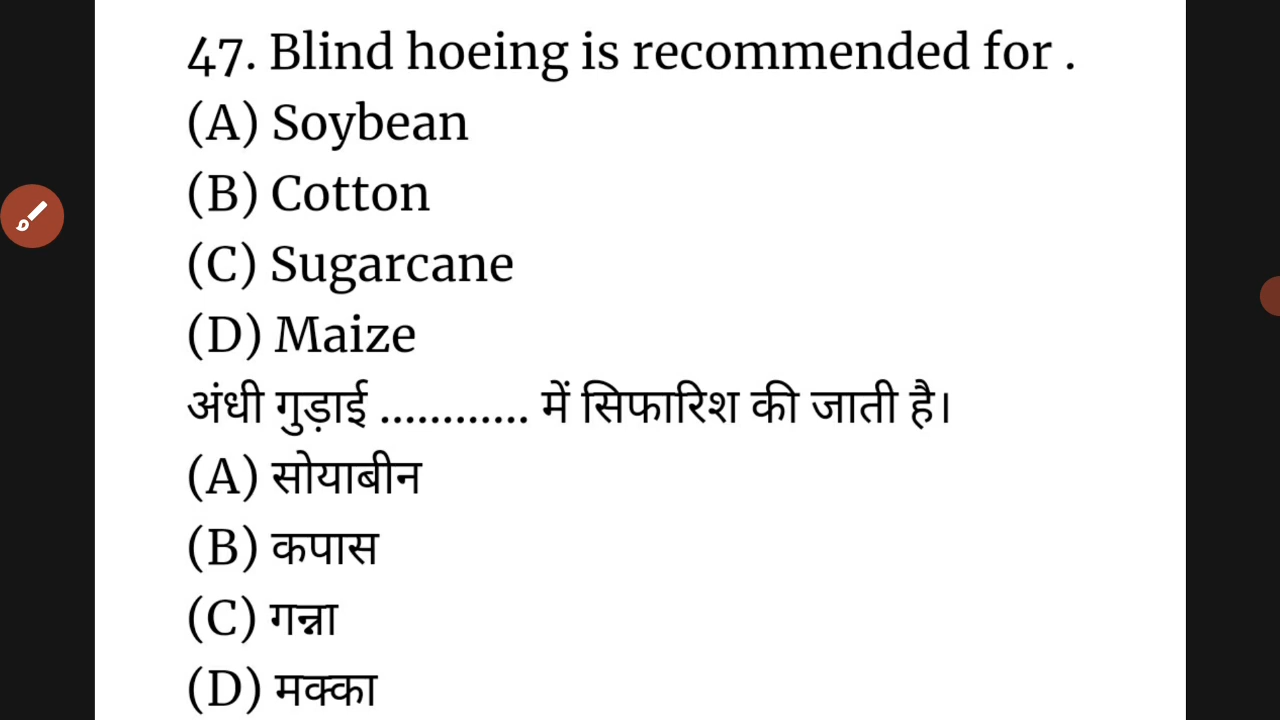 47. Blind hoeing is recommended for .
(A) Soybean
(B) Cotton
(C) Sugarcane
(D) Maize
अंधी गुड़ाई ............ में सिफारिश की जाती है।
(A) सोयाबीन
(B) कपास
(C) गन्ना
(D) मक्का